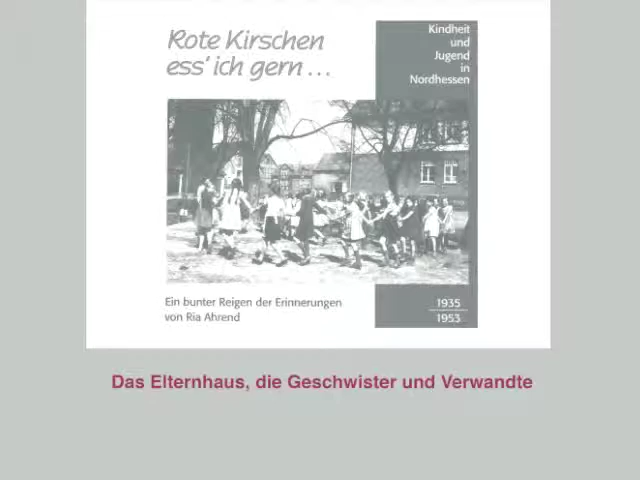 Rote Kirschen
ess' ich gern ...
Kindheit
und
Jugend
in
Nordhessen
Ein bunter Reigen der Erinnerungen
von Ria Ahrend
1935
1953
Das Elternhaus, die Geschwister und Verwandte